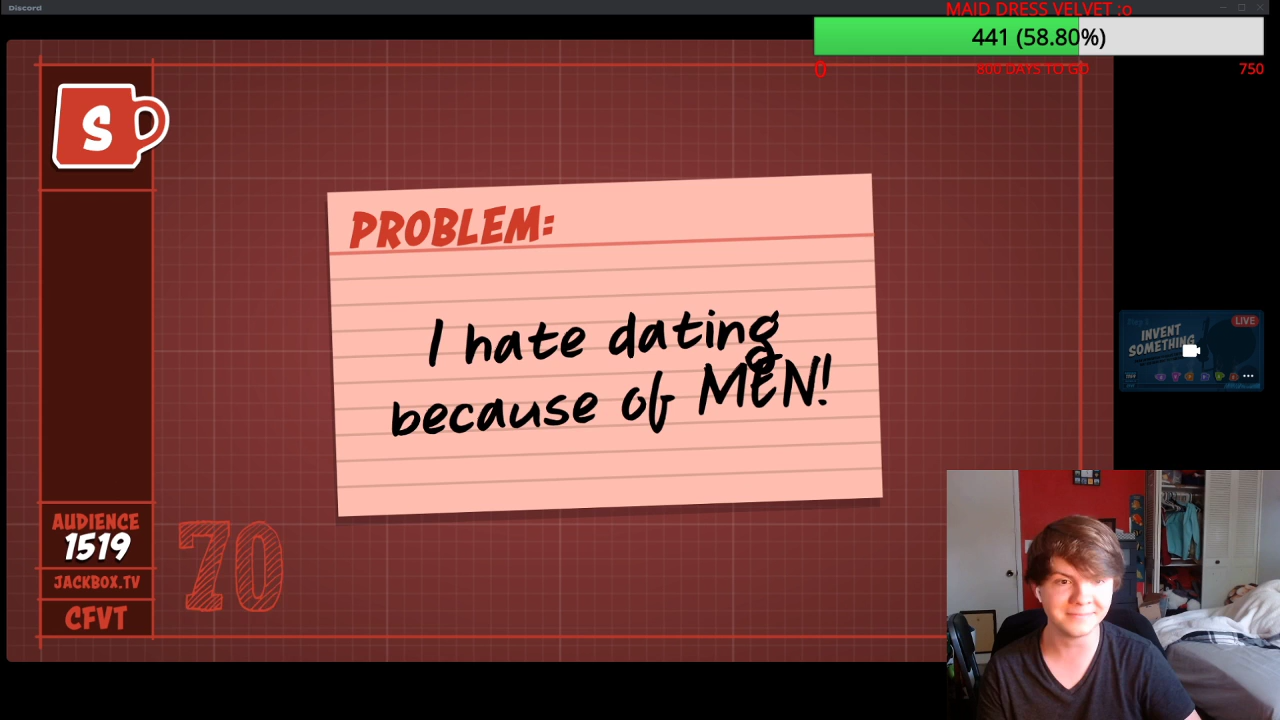 Discord
MAID DRESS VELVET :o
441 (58.80%)
0
800 DAYS TO GO
750
S
PROBLEM:
I hate dating
because of MEN!
LIVE
INVENT
SOMETHING
AUDIENCE
1519
JACKBOX.TV
CFVT
70